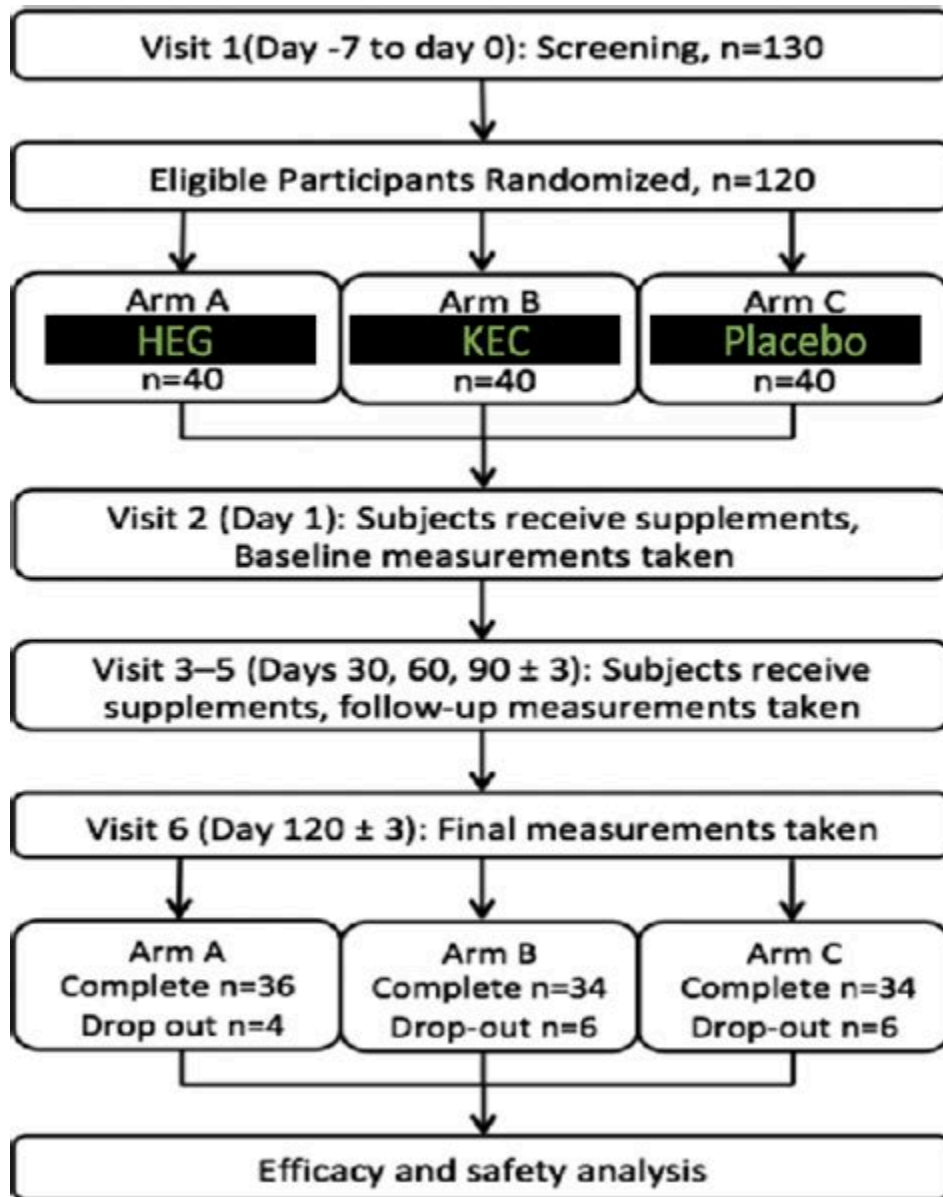 Visit 1(Day -7 to day 0): Screening, n=130
Eligible Participants Randomized, n=120
Arm A
HEG
n=40
Arm B
KEC
n=40
Arm C
Placebo
n=40
Visit 2 (Day 1): Subjects receive supplements,
Baseline measurements taken
Visit 3–5 (Days 30, 60, 90 ± 3): Subjects receive
supplements, follow-up measurements taken
Visit 6 (Day 120 ± 3): Final measurements taken
Arm A
Complete n=36
Drop out n=4
Arm B
Complete n=34
Drop-out n=6
Arm C
Complete n=34
Drop-out n=6
Efficacy and safety analysis